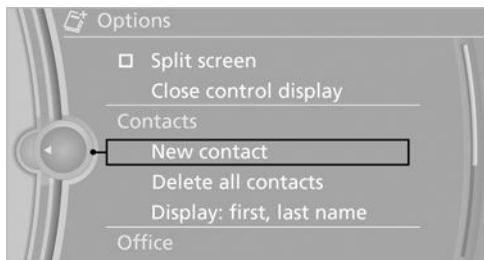 Options
Split screen
Close control display
Contacts
New contact
Delete all contacts
Display: first, last name
Office